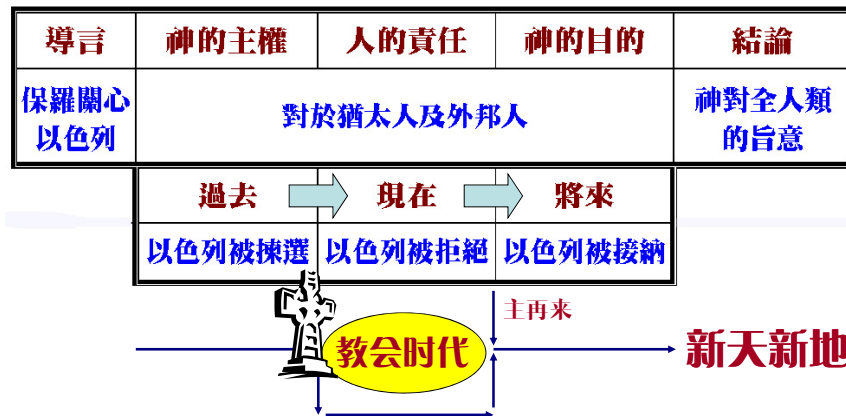 導言 神的主權 人的責任 神的目的 結論
保羅關心
以色列
對於猶太人及外邦人
神對全人類
的旨意
過去 現在 將來
以色列被揀選 以色列被拒絕 以色列被接納
主再来
教会时代
新天新地